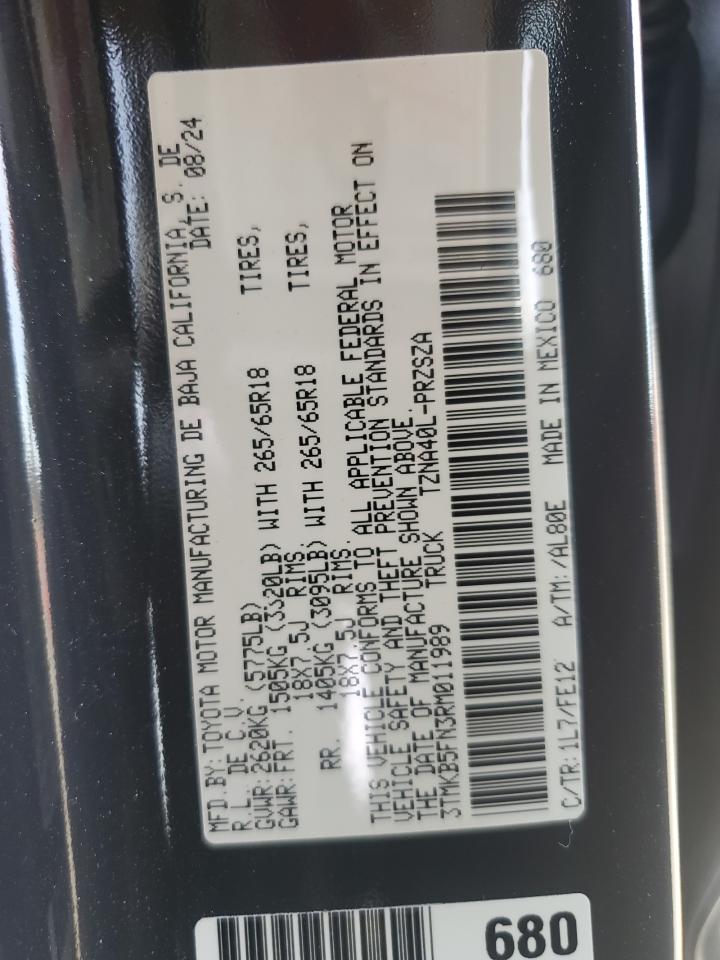 MFD.BY:TOYOTA MOTOR MANUFACTURING DE BAJA CALIFORNIA, S. DE
R.L. DE C.V. DATE: 08/24
GVWR:2620KG (5775LB)
GAWR:FRT. 1505KG (3320LB) WITH 265/65R18 TIRES,
18X7.5J RIMS.
RR. 1405KG (3095LB) WITH 265/65R18 TIRES,
18X7.5J RIMS.
THIS VEHICLE CONFORMS TO ALL APPLICABLE FEDERAL MOTOR
VEHICLE SAFETY AND THEFT PREVENTION STANDARDS IN EFFECT ON
THE DATE OF MANUFACTURE SHOWN ABOVE.
3TMKB5FN3RM011989 TRUCK TZNA40L-PRZSZA
C/TR:1L7/FE12 A/TM:/AL80E MADE IN MEXICO 680
680